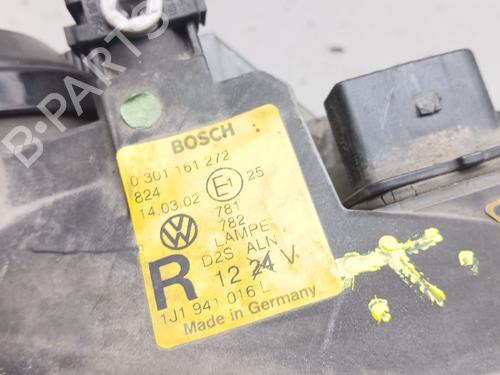 B-PARTS
BOSCH
0 301 161 272
824
14.03.02 E1 25
781
782
LAMPE
D2S ALN
R 12 24 V
1J1 941 016 L
Made in Germany